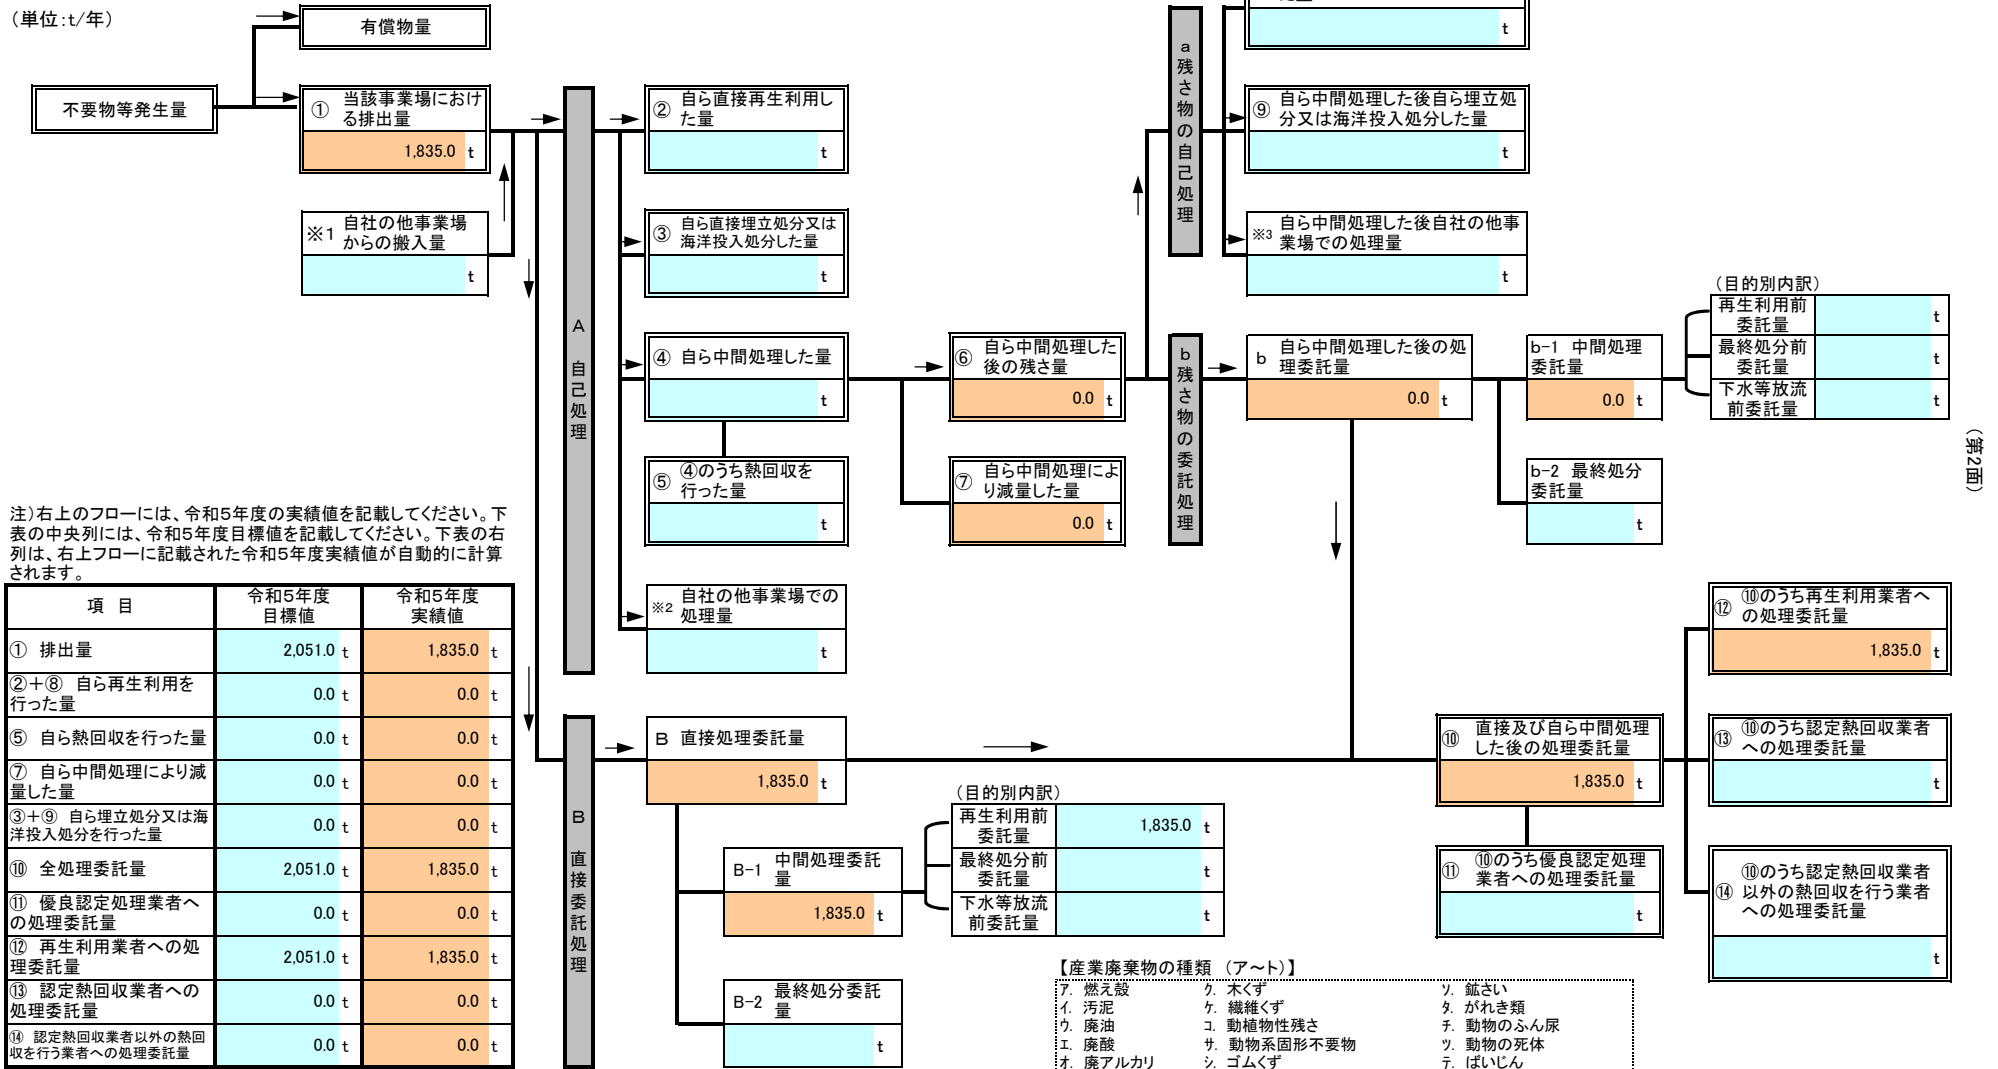 (単位:t/年)
有償物量
不要物等発生量
① 当該事業場におけ
る排出量
1,835.0 t
※1 自社の他事業場
からの搬入量
t
A 自己処理
② 自ら直接再生利用し
た量
t
③ 自ら直接埋立処分又は
海洋投入処分した量
t
④ 自ら中間処理した量
t
⑤ ④のうち熱回収を
行った量
t
※2 自社の他事業場での
処理量
t
⑥ 自ら中間処理した
後の残さ量
0.0 t
⑦ 自ら中間処理によ
り減量した量
0.0 t
a 残さ物の自己処理
t
⑨ 自ら中間処理した後自ら埋立処
分又は海洋投入処分した量
t
※3 自ら中間処理した後自社の他事
業場での処理量
t
b 残さ物の委託処理
b 自ら中間処理した後の処
理委託量
0.0 t
b-1 中間処理
委託量
0.0 t
b-2 最終処分
委託量
t
(目的別内訳)
再生利用前
委託量
t
最終処分前
委託量
t
下水等放流
前委託量
t
(第2面)
注)右上のフローには、令和5年度の実績値を記載してください。下
表の中央列には、令和5年度目標値を記載してください。下表の右
列は、右上フローに記載された令和5年度実績値が自動的に計算
されます。
項 目
令和5年度
目標値
令和5年度
実績値
① 排出量 2,051.0 t 1,835.0 t
②+⑧ 自ら再生利用を
行った量 0.0 t 0.0 t
⑤ 自ら熱回収を行った量 0.0 t 0.0 t
⑦ 自ら中間処理により減
量した量 0.0 t 0.0 t
③+⑨ 自ら埋立処分又は海
洋投入処分を行った量 0.0 t 0.0 t
⑩ 全処理委託量 2,051.0 t 1,835.0 t
⑪ 優良認定処理業者へ
の処理委託量 0.0 t 0.0 t
⑫ 再生利用業者への処
理委託量 2,051.0 t 1,835.0 t
⑬ 認定熱回収業者への
処理委託量 0.0 t 0.0 t
⑭ 認定熱回収業者以外の熱回
収を行う業者への処理委託量 0.0 t 0.0 t
B 直接委託処理
B 直接処理委託量
1,835.0 t
B-1 中間処理委託
量
1,835.0 t
B-2 最終処分委託
量
t
(目的別内訳)
再生利用前
委託量
1,835.0 t
最終処分前
委託量
t
下水等放流
前委託量
t
⑩ 直接及び自ら中間処理
した後の処理委託量
1,835.0 t
⑪ ⑩のうち優良認定処理
業者への処理委託量
t
⑫ ⑩のうち再生利用業者へ
の処理委託量
1,835.0 t
⑬ ⑩のうち認定熱回収業者
への処理委託量
t
⑭ ⑩のうち認定熱回収業者
以外の熱回収を行う業者
への処理委託量
t
【産業廃棄物の種類 (ア～ト)】
ア. 燃え殻 ク. 木くず ソ. 鉱さい
イ. 汚泥 ケ. 繊維くず タ. がれき類
ウ. 廃油 コ. 動植物性残さ チ. 動物のふん尿
エ. 廃酸 サ. 動物系固形不要物 ツ. 動物の死体
オ. 廃アルカリ シ. ゴムくず テ. ばいじん